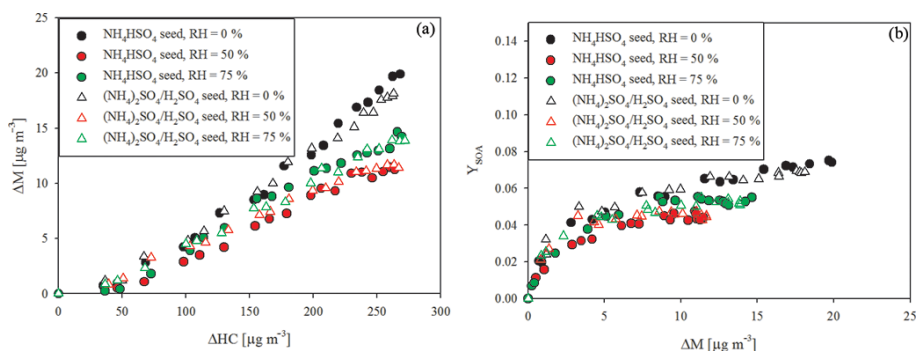 (a)
NH4HSO4 seed, RH = 0 %
NH4HSO4 seed, RH = 50 %
NH4HSO4 seed, RH = 75 %
(NH4)2SO4/H2SO4 seed, RH = 0 %
(NH4)2SO4/H2SO4 seed, RH = 50 %
(NH4)2SO4/H2SO4 seed, RH = 75 %
25
20
15
10
5
0
ΔM [µg m-3]
0 50 100 150 200 250 300
ΔHC [µg m-3]
(b)
NH4HSO4 seed, RH = 0 %
NH4HSO4 seed, RH = 50 %
NH4HSO4 seed, RH = 75 %
(NH4)2SO4/H2SO4 seed, RH = 0 %
(NH4)2SO4/H2SO4 seed, RH = 50 %
(NH4)2SO4/H2SO4 seed, RH = 75 %
0.14
0.12
0.10
0.08
0.06
0.04
0.02
0.00
YSOA
0 5 10 15 20 25
ΔM [µg m-3]